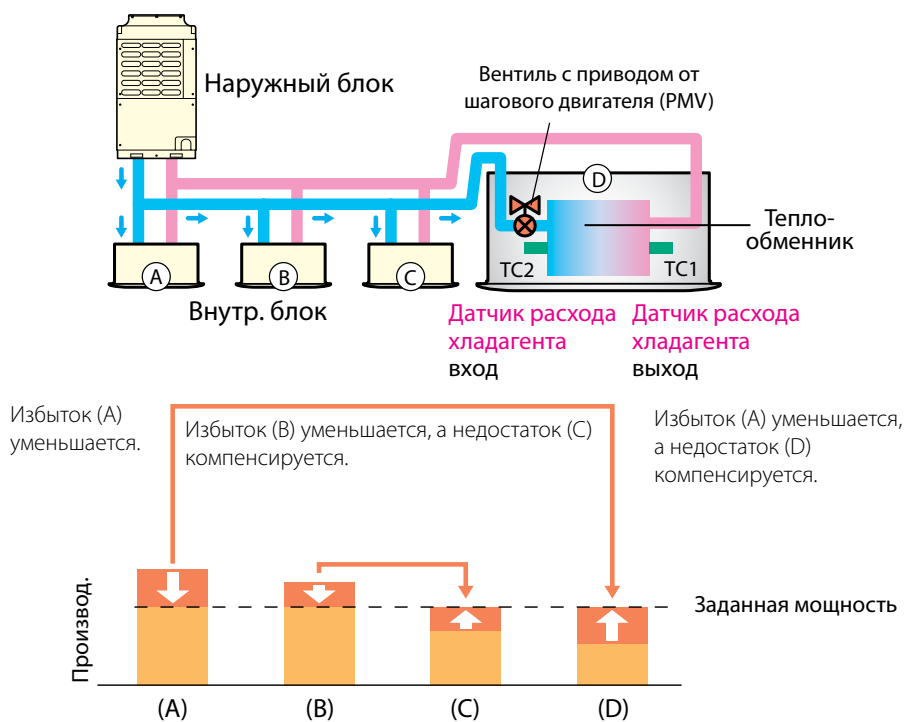 Наружный блок
Вентиль с приводом от
шагового двигателя (PMV)
D
Тепло-
обменник
TC2
TC1
A
B
C
Внутр. блок
Датчик расхода
хладагента
вход
Датчик расхода
хладагента
выход
Избыток (A)
уменьшается.
Избыток (B) уменьшается, а недостаток (C)
компенсируется.
Избыток (A) уменьшается,
а недостаток (D)
компенсируется.
Производ.
Заданная мощность
(A)
(B)
(C)
(D)